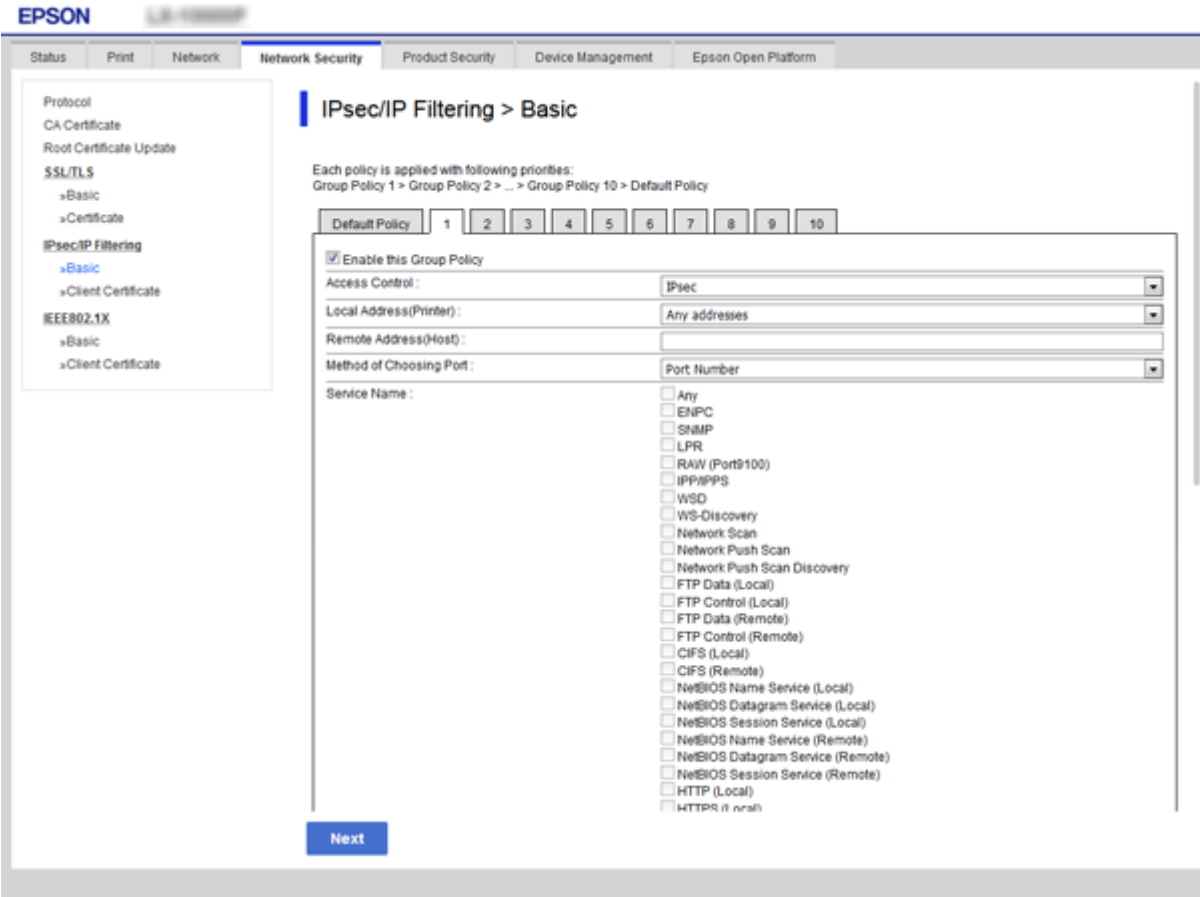 EPSON
Status Print Network Network Security Product Security Device Management Epson Open Platform
Protocol
CA Certificate
Root Certificate Update
SSL/TLS
»Basic
»Certificate
IPsec/IP Filtering
»Basic
»Client Certificate
IEEE802.1X
»Basic
»Client Certificate
IPsec/IP Filtering > Basic
Each policy is applied with following priorities:
Group Policy 1 > Group Policy 2 > ... > Group Policy 10 > Default Policy
Default Policy 1 2 3 4 5 6 7 8 9 10
Enable this Group Policy
Access Control : IPsec
Local Address(Printer) : Any addresses
Remote Address(Host) :
Method of Choosing Port : Port Number
Service Name : Any
ENPC
SNMP
LPR
RAW (Port9100)
IPP/IPPS
WSD
WS-Discovery
Network Scan
Network Push Scan
Network Push Scan Discovery
FTP Data (Local)
FTP Control (Local)
FTP Data (Remote)
FTP Control (Remote)
CIFS (Local)
CIFS (Remote)
NetBIOS Name Service (Local)
NetBIOS Datagram Service (Local)
NetBIOS Session Service (Local)
NetBIOS Name Service (Remote)
NetBIOS Datagram Service (Remote)
NetBIOS Session Service (Remote)
HTTP (Local)
HTTPS (Local)
Next